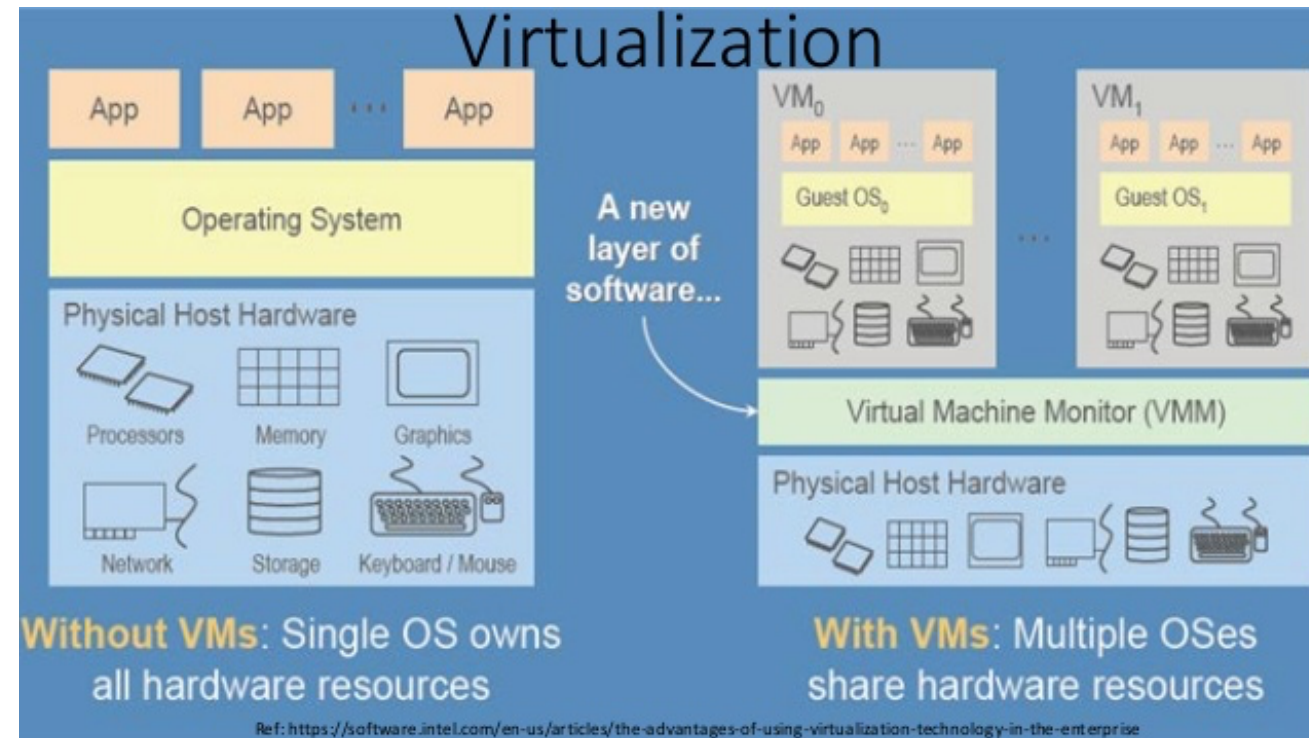 Virtualization
App App ... App
Operating System
Physical Host Hardware
Processors Memory Graphics
Network Storage Keyboard / Mouse
Without VMs: Single OS owns
all hardware resources
A new
layer of
software...
VM0
App App ... App
Guest OS0
...
VM1
App App ... App
Guest OS1
Virtual Machine Monitor (VMM)
Physical Host Hardware
With VMs: Multiple OSes
share hardware resources
Ref: https://software.intel.com/en-us/articles/the-advantages-of-using-virtualization-technology-in-the-enterprise